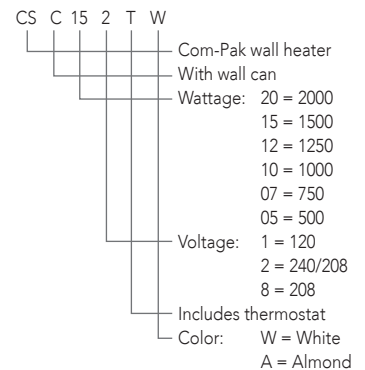 CS C 15 2 T W
Com-Pak wall heater
With wall can
Wattage: 20 = 2000
15 = 1500
12 = 1250
10 = 1000
07 = 750
05 = 500
Voltage: 1 = 120
2 = 240/208
8 = 208
Includes thermostat
Color: W = White
A = Almond